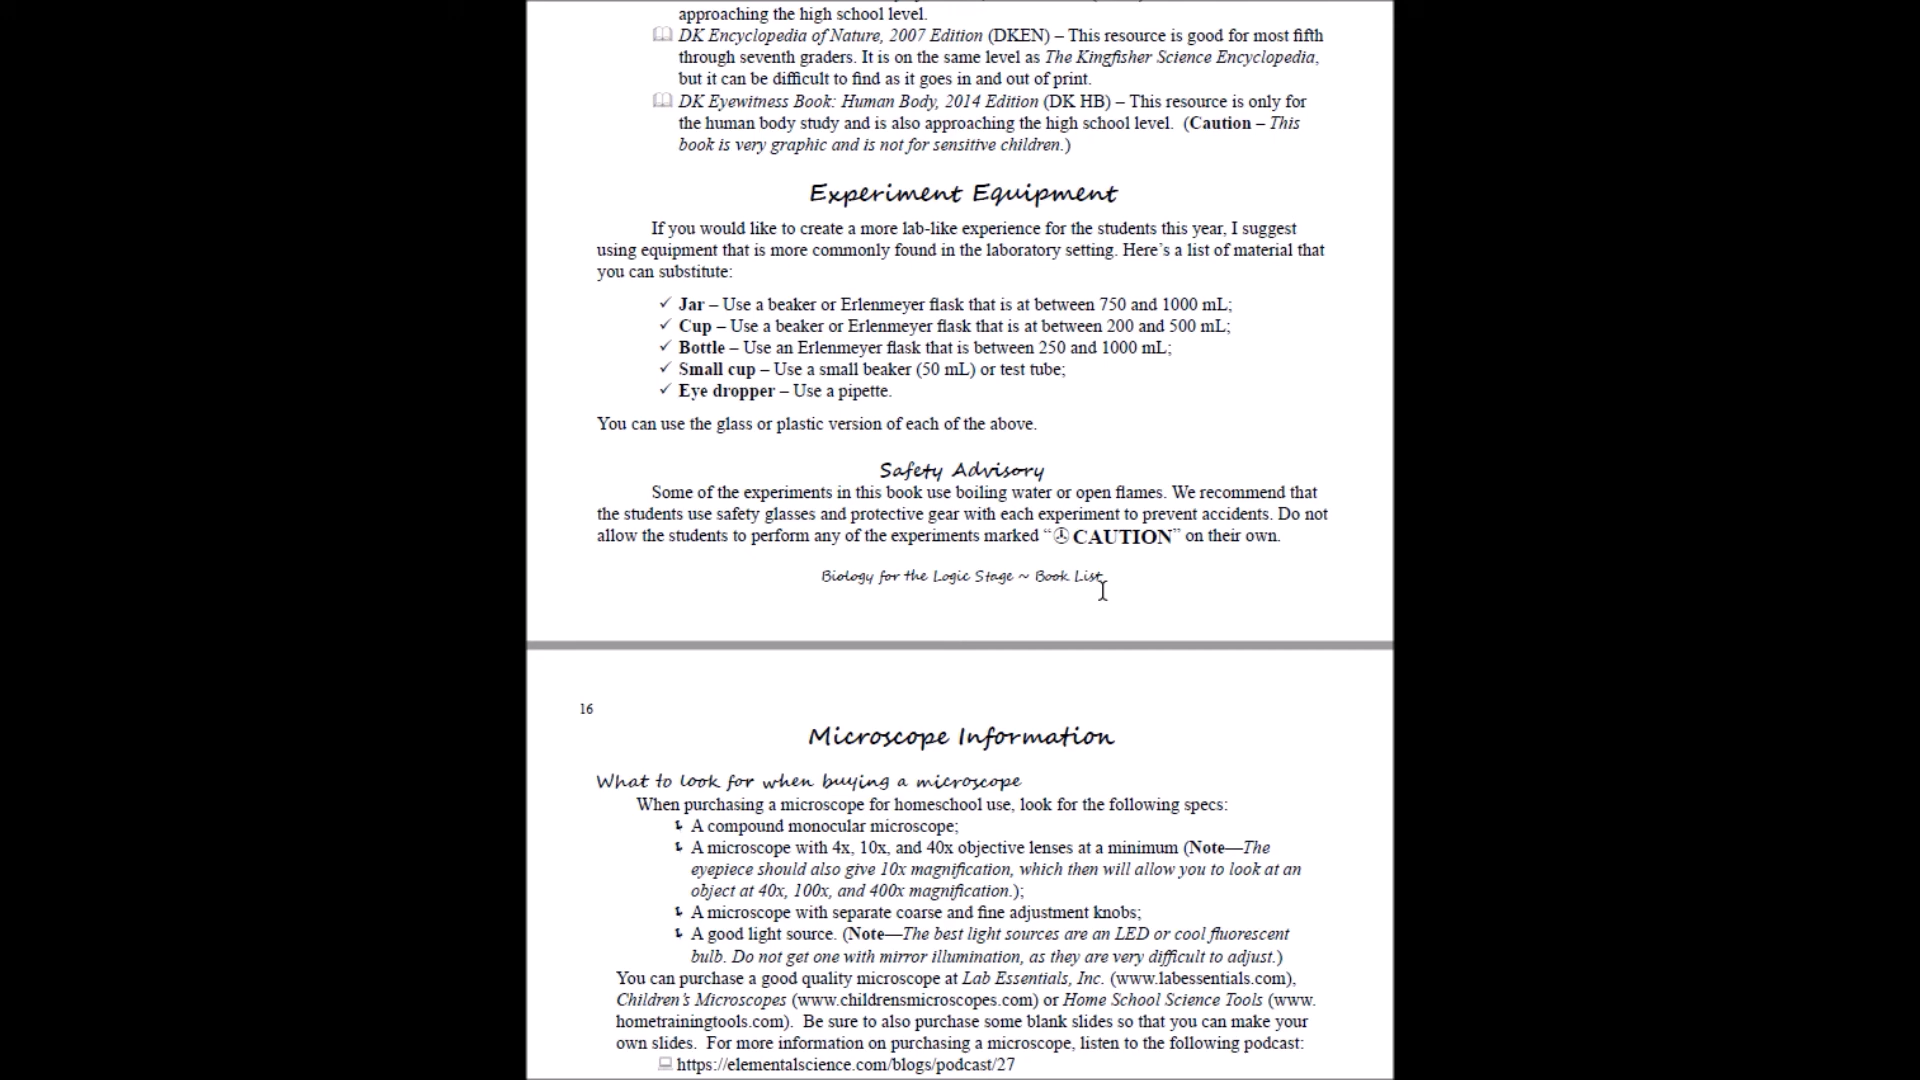 approaching the high school level.
DK Encyclopedia of Nature, 2007 Edition (DKEN) – This resource is good for most fifth
through seventh graders. It is on the same level as The Kingfisher Science Encyclopedia,
but it can be difficult to find as it goes in and out of print.
DK Eyewitness Book: Human Body, 2014 Edition (DK HB) – This resource is only for
the human body study and is also approaching the high school level. (Caution – This
book is very graphic and is not for sensitive children.)
Experiment Equipment
If you would like to create a more lab-like experience for the students this year, I suggest
using equipment that is more commonly found in the laboratory setting. Here's a list of material that
you can substitute:
✓ Jar – Use a beaker or Erlenmeyer flask that is at between 750 and 1000 mL;
✓ Cup – Use a beaker or Erlenmeyer flask that is at between 200 and 500 mL;
✓ Bottle – Use an Erlenmeyer flask that is between 250 and 1000 mL;
✓ Small cup – Use a small beaker (50 mL) or test tube;
✓ Eye dropper – Use a pipette.
You can use the glass or plastic version of each of the above.
Safety Advisory
Some of the experiments in this book use boiling water or open flames. We recommend that
the students use safety glasses and protective gear with each experiment to prevent accidents. Do not
allow the students to perform any of the experiments marked “CAUTION” on their own.
Biology for the Logic Stage ~ Book List
16
Microscope Information
What to look for when buying a microscope
When purchasing a microscope for homeschool use, look for the following specs:
A compound monocular microscope;
A microscope with 4x, 10x, and 40x objective lenses at a minimum (Note—The
eyepiece should also give 10x magnification, which then will allow you to look at an
object at 40x, 100x, and 400x magnification.);
A microscope with separate coarse and fine adjustment knobs;
A good light source. (Note—The best light sources are an LED or cool fluorescent
bulb. Do not get one with mirror illumination, as they are very difficult to adjust.)
You can purchase a good quality microscope at Lab Essentials, Inc. (www.labessentials.com),
Children's Microscopes (www.childrensmicroscopes.com) or Home School Science Tools (www.
hometrainingtools.com). Be sure to also purchase some blank slides so that you can make your
own slides. For more information on purchasing a microscope, listen to the following podcast:
https://elementalscience.com/blogs/podcast/27